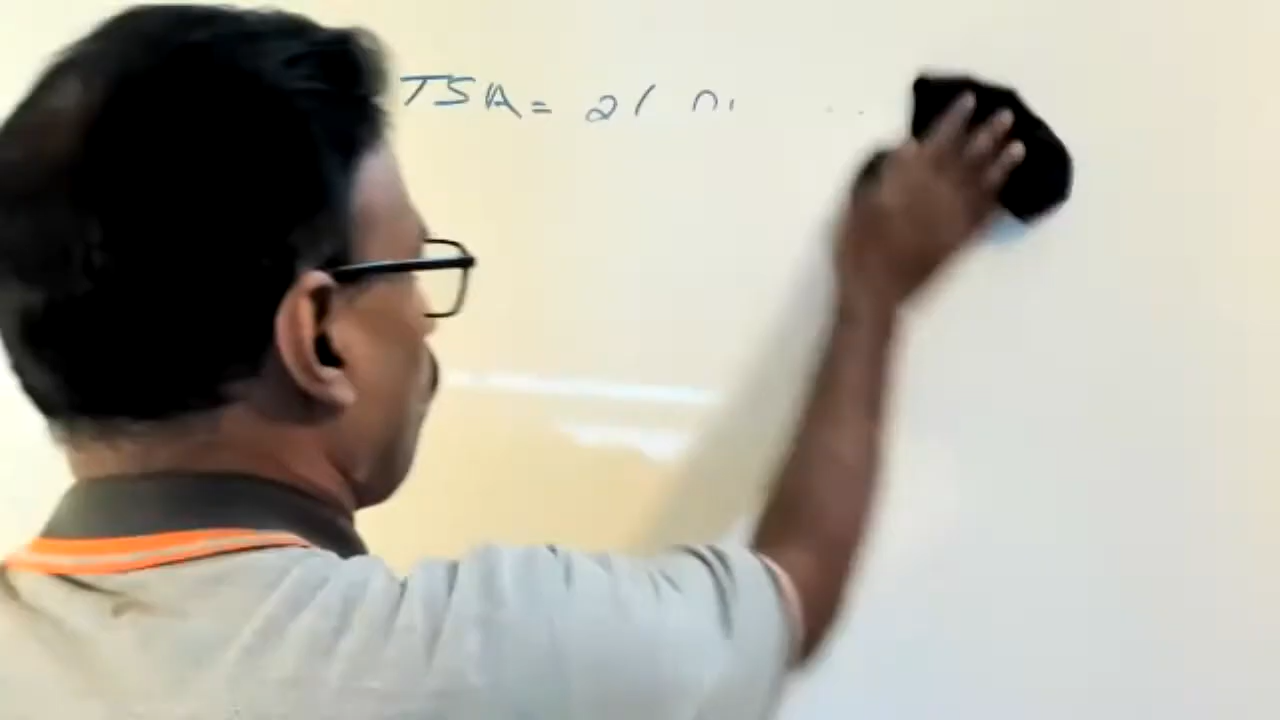 TSA = 2(